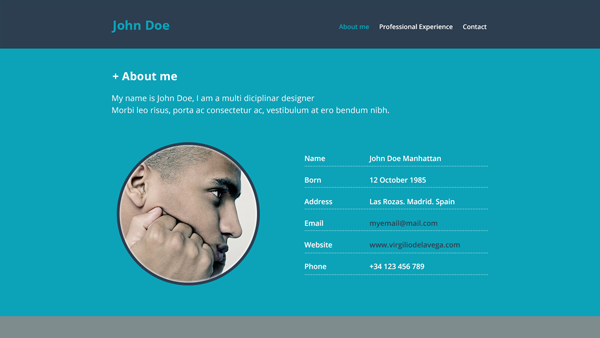 John Doe
About me Professional Experience Contact
+ About me
My name is John Doe, I am a multi diciplinar designer
Morbi leo risus, porta ac consectetur ac, vestibulum at ero bendum nibh.
Name John Doe Manhattan
Born 12 October 1985
Address Las Rozas. Madrid. Spain
Email myemail@mail.com
Website www.virgiliodelavega.com
Phone +34 123 456 789